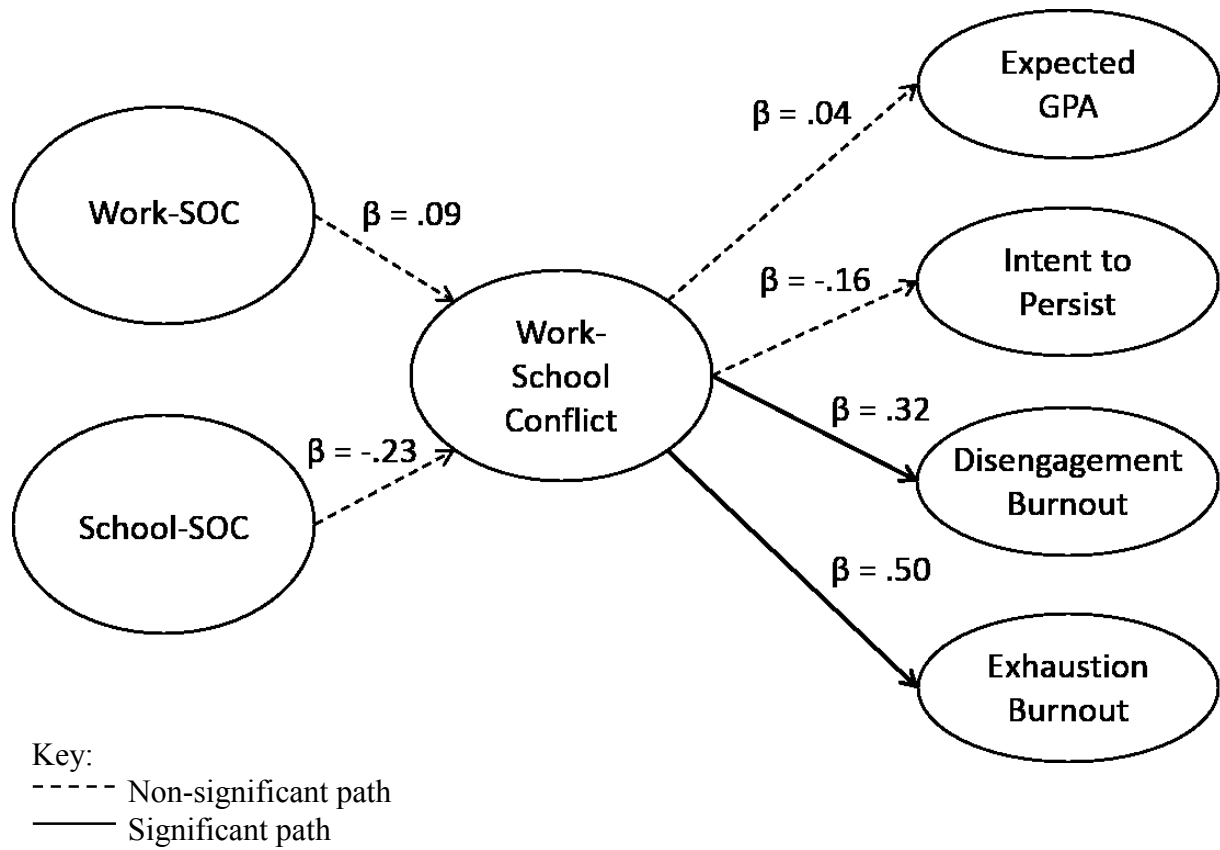 Work-SOC
School-SOC
β = .09
β = -.23
Work-
School
Conflict
β = .04
β = -.16
β = .32
β = .50
Expected
GPA
Intent to
Persist
Disengagement
Burnout
Exhaustion
Burnout
Key:
Non-significant path
Significant path